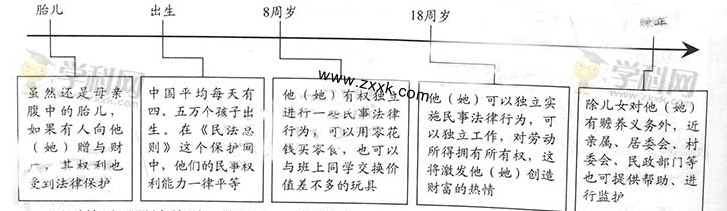 胎儿
出生
8周岁
18周岁
晚年
学科网
学科网
www.zxxk.com
虽然还是母亲
腹中的胎儿，
如果有人向他
（她）赠与财
产，其权利也
受到法律保护
中国平均每天有
四、五万个孩子出
生。在《民法总
则》这个保护网
中，他们的民事权
利能力一律平等
他（她）有权独立
进行一些民事法律
行为，可以用零花
钱买零食，也可以
与班上同学交换价
值差不多的玩具
他（她）可以独立实
施民事法律行为，可
以独立工作，对劳动
所得拥有所有权，这
将激发他（她）创造
财富的热情
除儿女对他（她）
有赡养义务外，近
亲属、居委会、村
委会、民政部门等
也可提供帮助、进
行监护